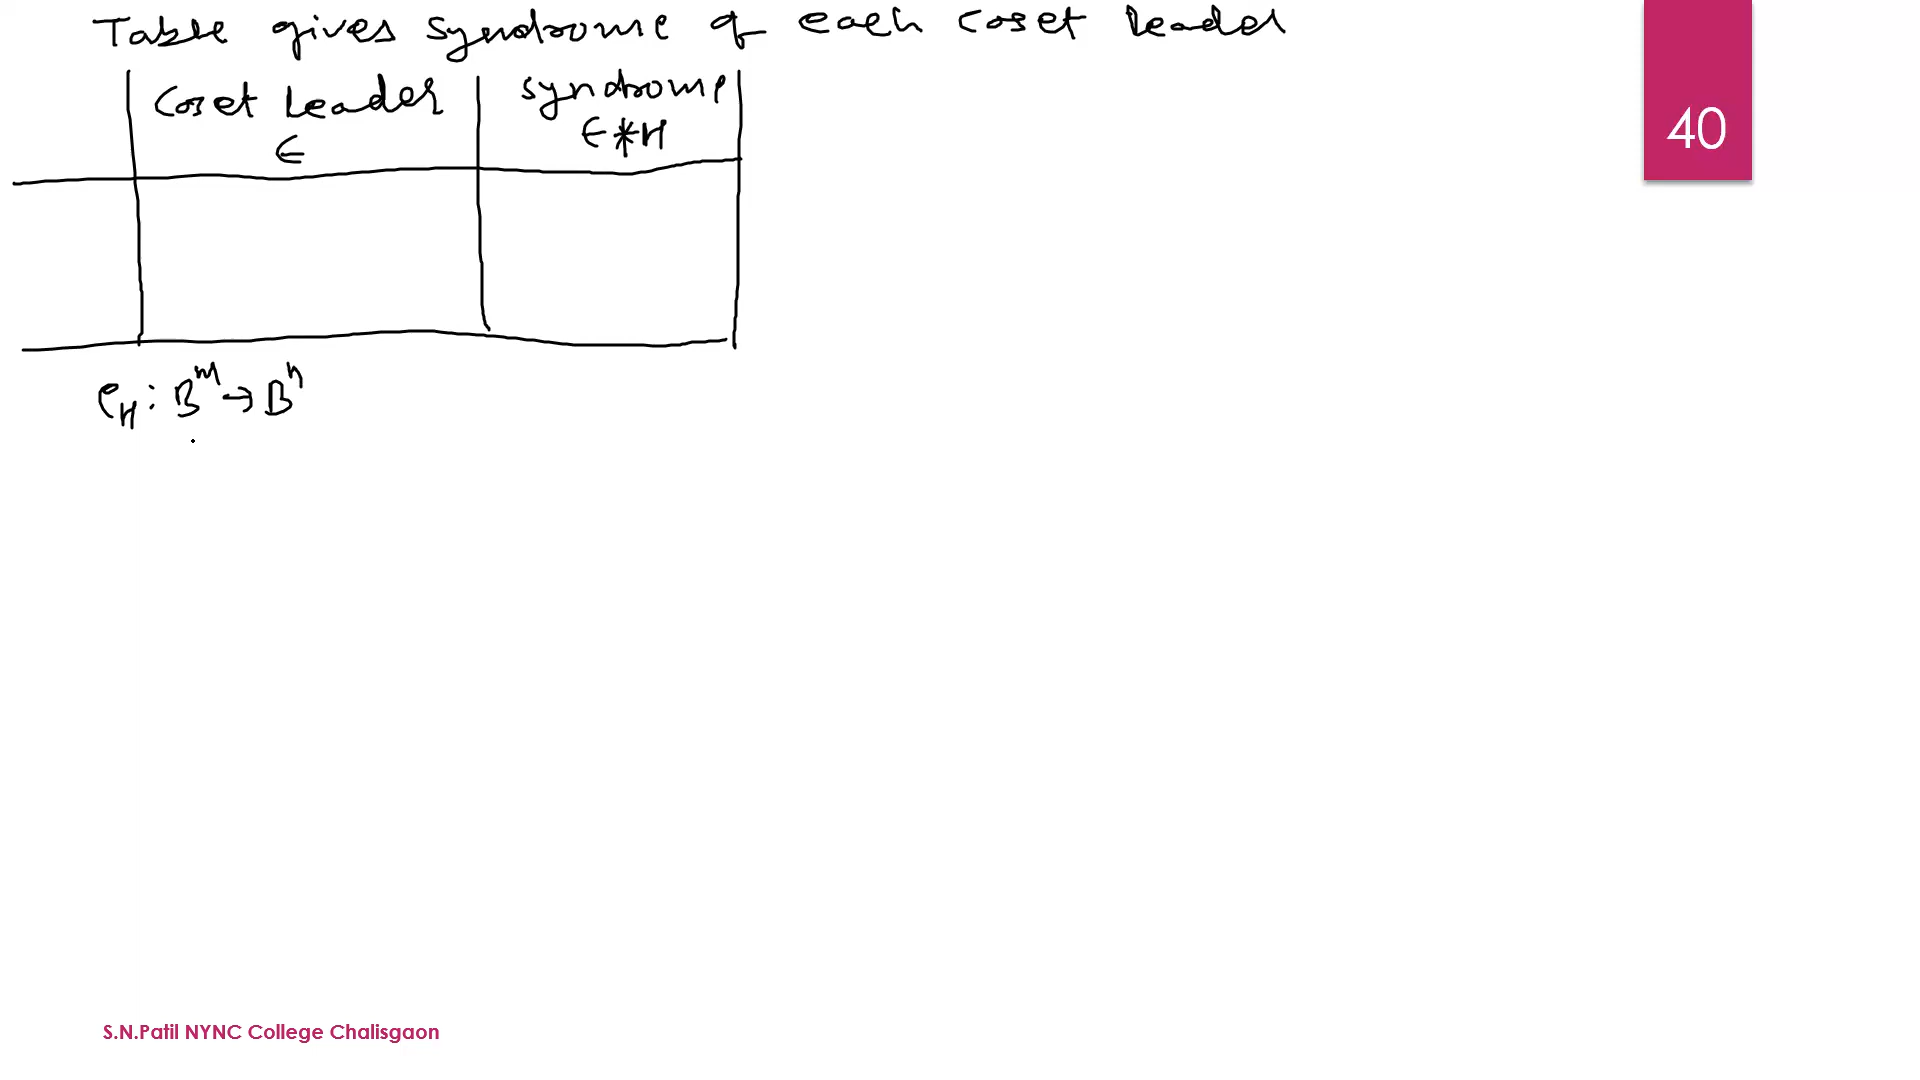 Table gives syndrome of each coset leader
Coset Leader
ϵ
syndrome
ϵ*H
40
e_H : B^m → B^n
S.N.Patil NYNC College Chalisgaon